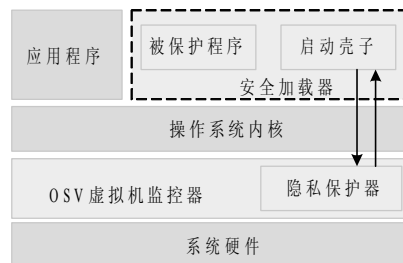 应用程序
被保护程序
启动壳子
安全加载器
操作系统内核
OSV虚拟机监控器
隐私保护器
系统硬件